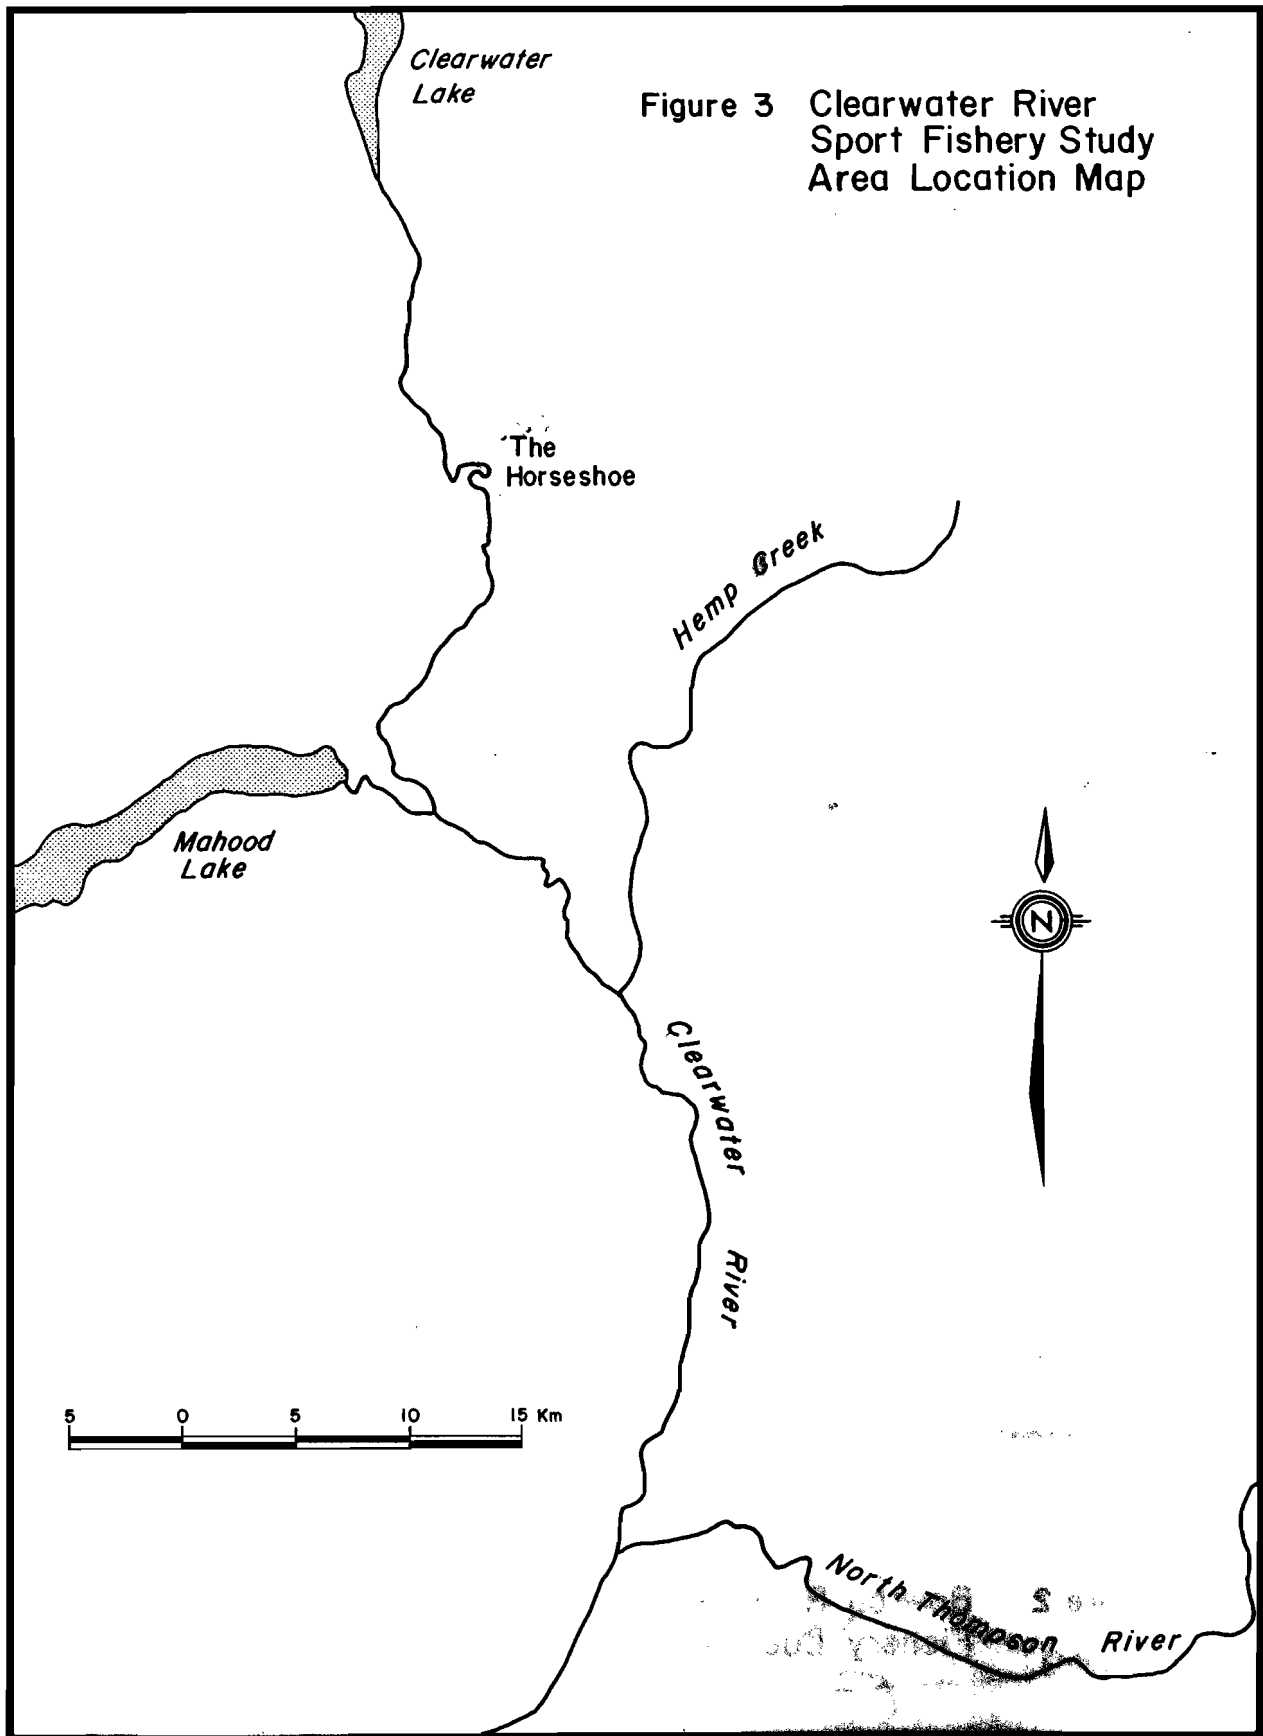 Clearwater
Lake
Figure 3 Clearwater River
Sport Fishery Study
Area Location Map
The
Horseshoe
Hemp Creek
Mahood
Lake
N
Clearwater
River
5 0 5 10 15 Km
North Thompson River